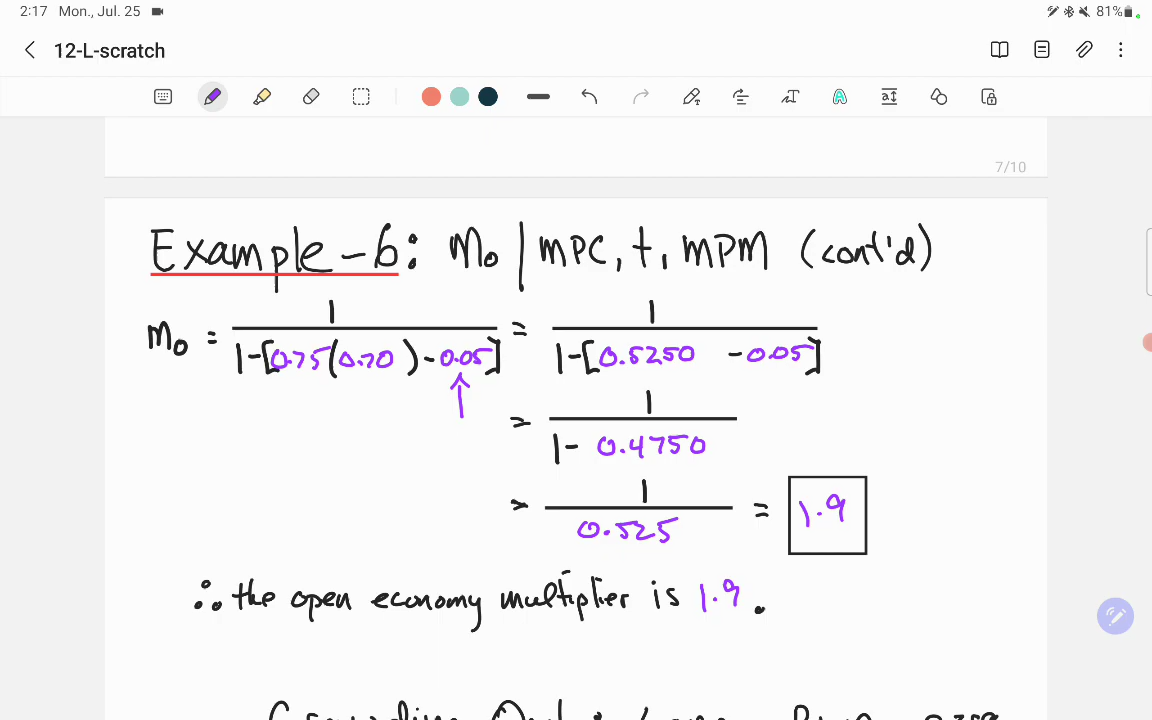 2:17 Mon., Jul. 25 81%
12-L-scratch
7/10
Example-6: Mo | MPC, t, MPM (cont'd)
Mo = 1 / 1-[0.75(0.70) - 0.05] = 1 / 1-[0.5250 - 0.05]
= 1 / 1- 0.4750
= 1 / 0.525 = 1.9
∴ the open economy multiplier is 1.9.